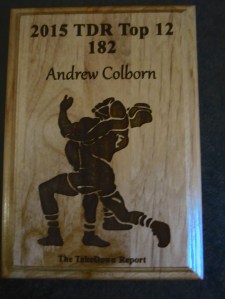 2015 TDR Top 12
182
Andrew Colborn
The TakeDown Report